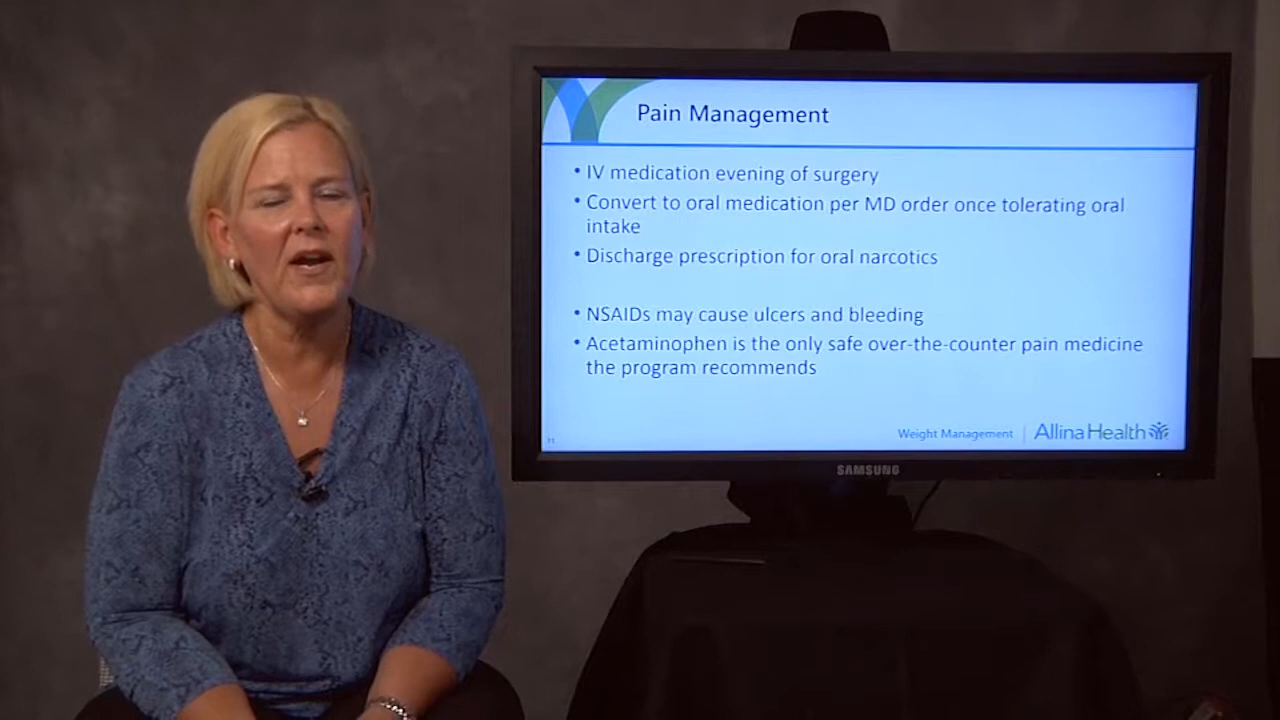 Pain Management
• IV medication evening of surgery
• Convert to oral medication per MD order once tolerating oral
intake
• Discharge prescription for oral narcotics
• NSAIDs may cause ulcers and bleeding
• Acetaminophen is the only safe over-the-counter pain medicine
the program recommends
11
Weight Management | Allina Health
SAMSUNG